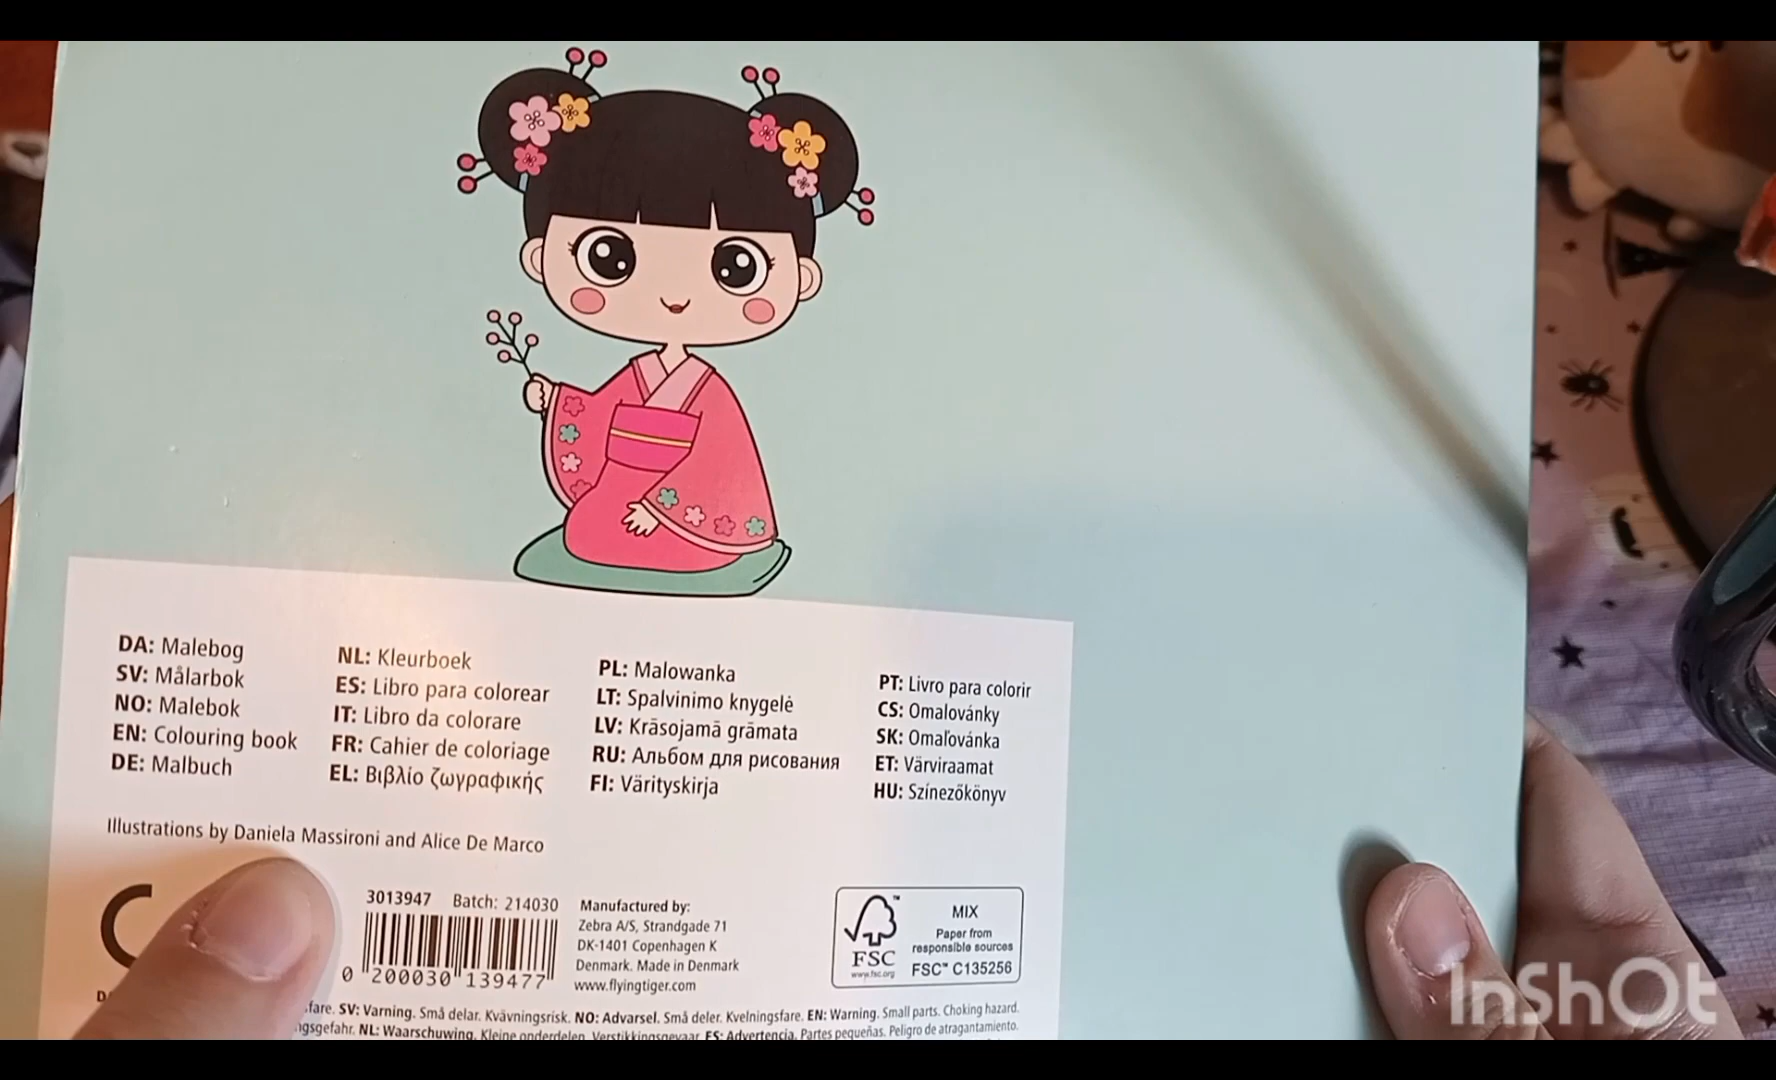 DA: Malebog
SV: Målarbok
NO: Malebok
EN: Colouring book
DE: Malbuch
NL: Kleurboek
ES: Libro para colorear
IT: Libro da colorare
FR: Cahier de coloriage
EL: Βιβλίο ζωγραφικής
PL: Malowanka
LT: Spalvinimo knygelė
LV: Krāsojamā grāmata
RU: Альбом для рисования
FI: Värityskirja
PT: Livro para colorir
CS: Omalovánky
SK: Omaľovánka
ET: Värviraamat
HU: Színezőkönyv
Illustrations by Daniela Massironi and Alice De Marco
3013947 Batch: 214030
0 200030 139477
Manufactured by:
Zebra A/S, Strandgade 71
DK-1401 Copenhagen K
Denmark. Made in Denmark
www.flyingtiger.com
FSC
www.fsc.org
MIX
Paper from
responsible sources
FSC™ C135256
fare. SV: Varning. Små delar. Kvävningsrisk. NO: Advarsel. Små deler. Kvelningsfare. EN: Warning. Small parts. Choking hazard.
ngsgefahr. NL: Waarschuwing. Kleine onderdelen. Verstikkingsgevaar. ES: Advertencia. Partes pequeñas. Peligro de atragantamiento.
InShOt